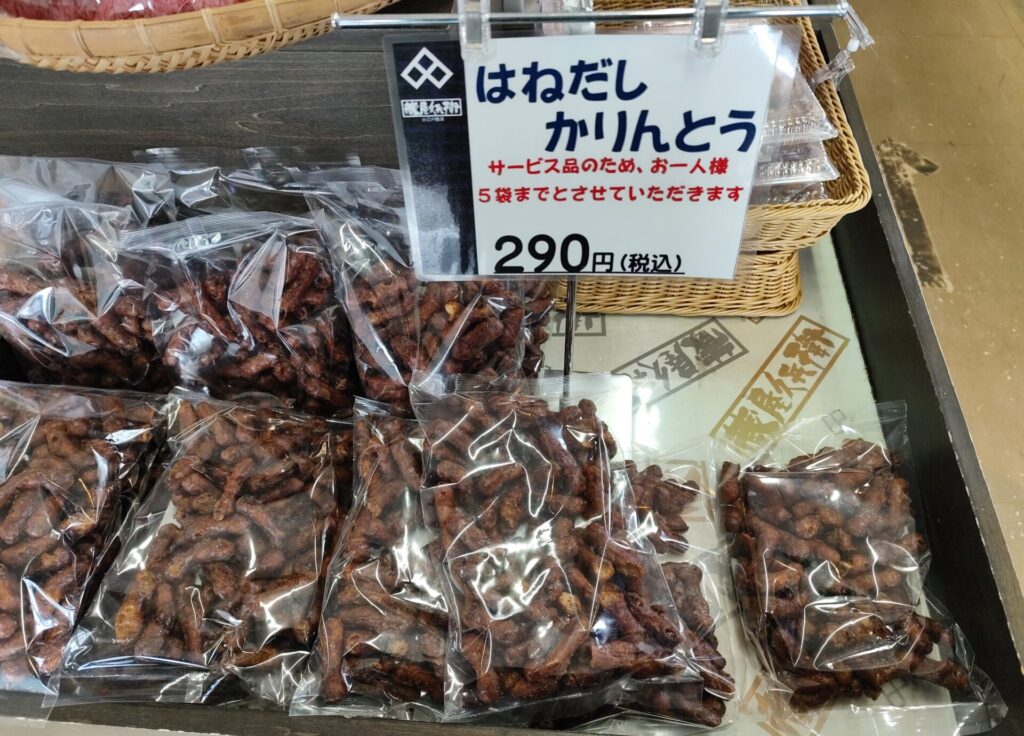 はねだし
かりんとう
サービス品のため、お一人様
5袋までとさせていただきます
290円(税込)